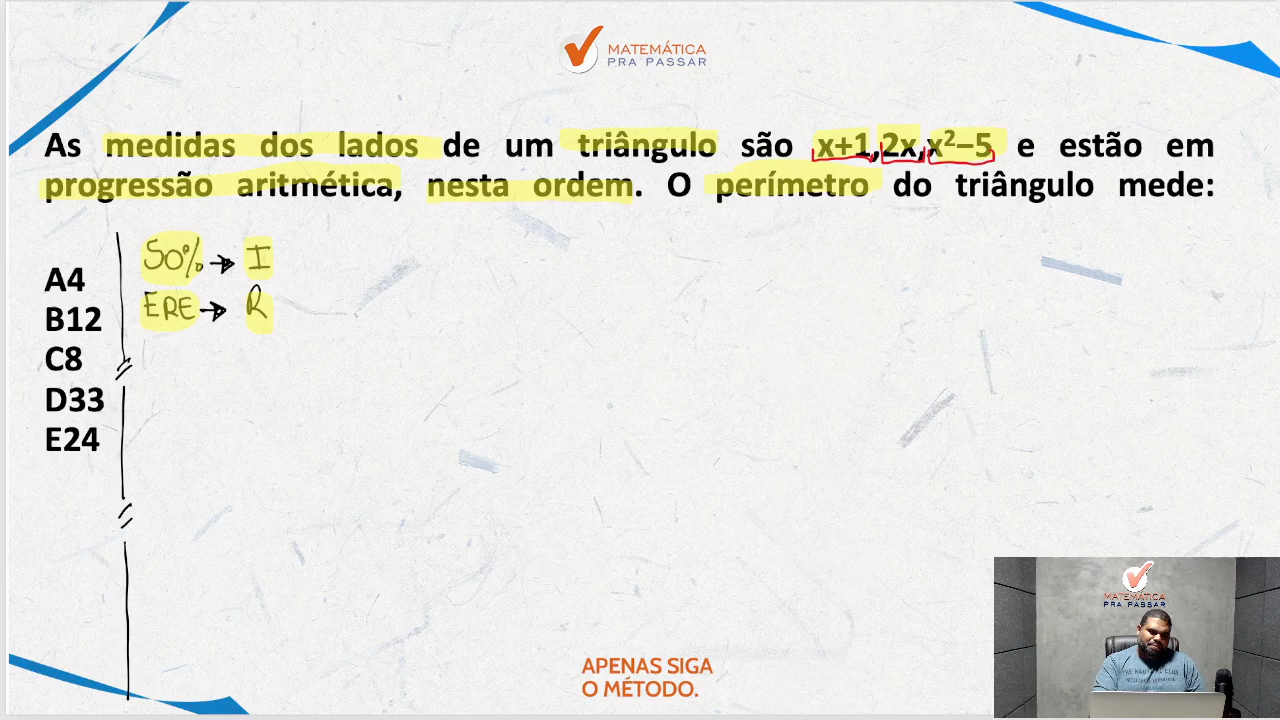 MATEMÁTICA
PRA PASSAR
As medidas dos lados de um triângulo são x+1,2x,x²−5 e estão em
progressão aritmética, nesta ordem. O perímetro do triângulo mede:
50% → I
A4
ERE → R
B12
C8
D33
E24
MATEMÁTICA
PRA PASSAR
APENAS SIGA
O MÉTODO.